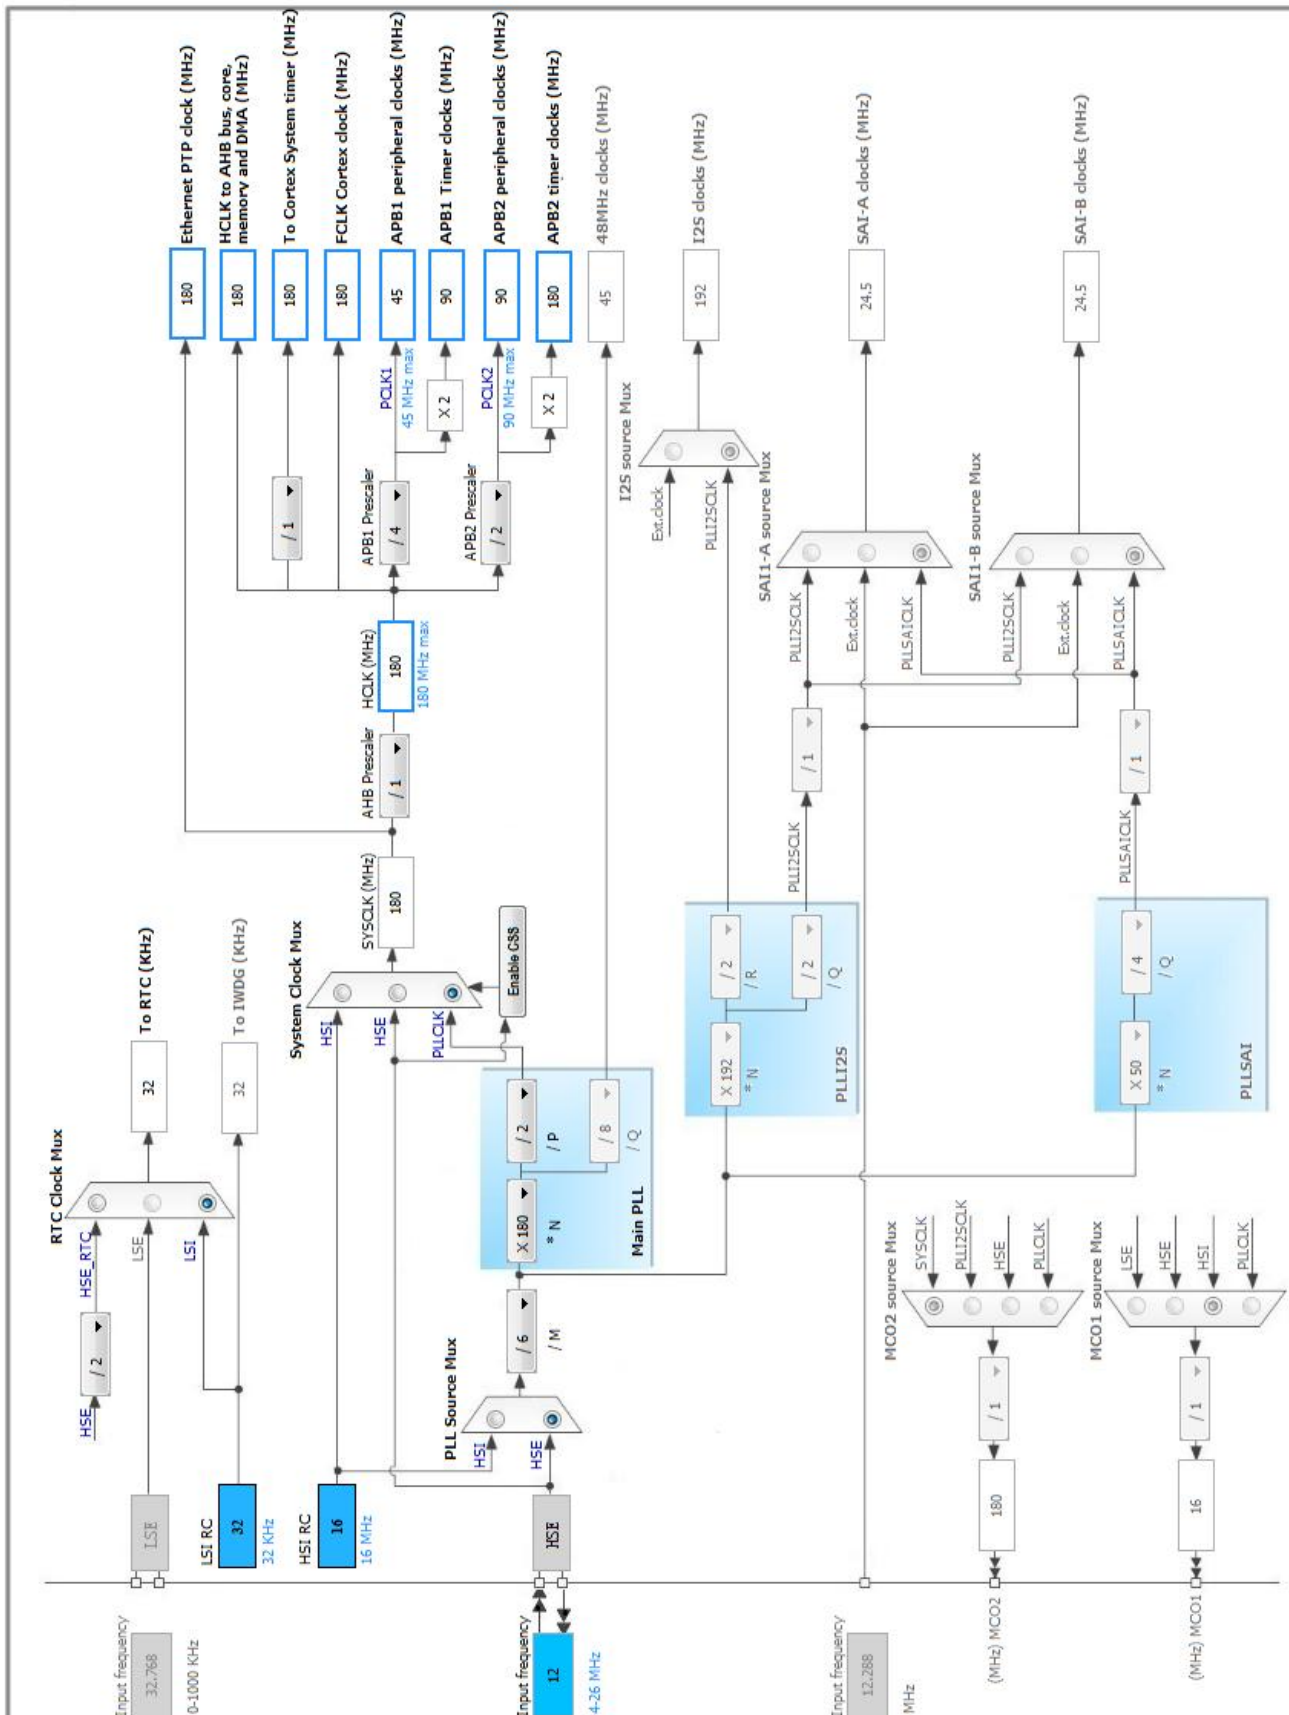 Input frequency
32.768
0-1000 KHz
LSE
LSI RC
32
32 KHz
HSI RC
16
16 MHz
Input frequency
12
4-26 MHz
HSE
Input frequency
12.288
MHz
HSE
/ 2
HSE_RTC
LSE
LSI
RTC Clock Mux
32
To RTC (KHz)
32
To IWDG (KHz)
PLL Source Mux
HSI
HSE
/ 6
/ M
X 180
* N
/ 2
/ P
/ 8
/ Q
Main PLL
System Clock Mux
HSI
HSE
PLLCLK
Enable CSS
SYSCLK (MHz)
180
AHB Prescaler
/ 1
HCLK (MHz)
180
180 MHz max
/ 1
APB1 Prescaler
/ 4
PCLK1
45 MHz max
X 2
APB2 Prescaler
/ 2
PCLK2
90 MHz max
X 2
180
Ethernet PTP clock (MHz)
180
HCLK to AHB bus, core,
memory and DMA (MHz)
180
To Cortex System timer (MHz)
180
FCLK Cortex clock (MHz)
45
APB1 peripheral clocks (MHz)
90
APB1 Timer clocks (MHz)
90
APB2 peripheral clocks (MHz)
180
APB2 timer clocks (MHz)
45
48MHz clocks (MHz)
X 192
* N
/ 2
/ R
/ 2
/ Q
PLLI2S
PLLI2SCLK
/ 1
I2S source Mux
Ext.clock
PLLI2SCLK
192
I2S clocks (MHz)
SAI1-A source Mux
PLLI2SCLK
Ext.clock
PLLSAICLK
24.5
SAI-A clocks (MHz)
X 50
* N
/ 4
/ Q
PLLSAI
PLLSAICLK
/ 1
SAI1-B source Mux
PLLI2SCLK
Ext.clock
PLLSAICLK
24.5
SAI-B clocks (MHz)
MCO2 source Mux
SYSCLK
PLLI2SCLK
HSE
PLLCLK
/ 1
180
(MHz) MCO2
MCO1 source Mux
LSE
HSE
HSI
PLLCLK
/ 1
16
(MHz) MCO1